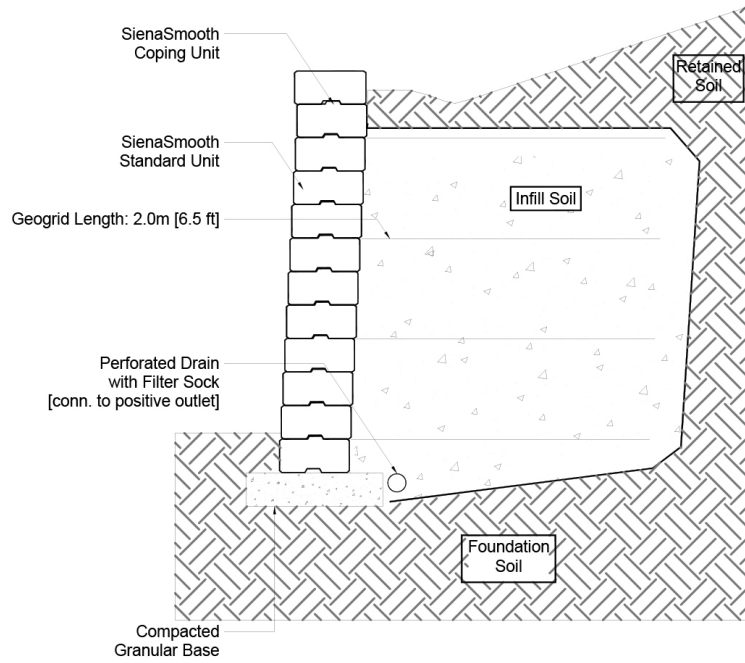 SienaSmooth
Coping Unit
Retained
Soil
SienaSmooth
Standard Unit
Infill Soil
Geogrid Length: 2.0m [6.5 ft]
Perforated Drain
with Filter Sock
[conn. to positive outlet]
Foundation
Soil
Compacted
Granular Base